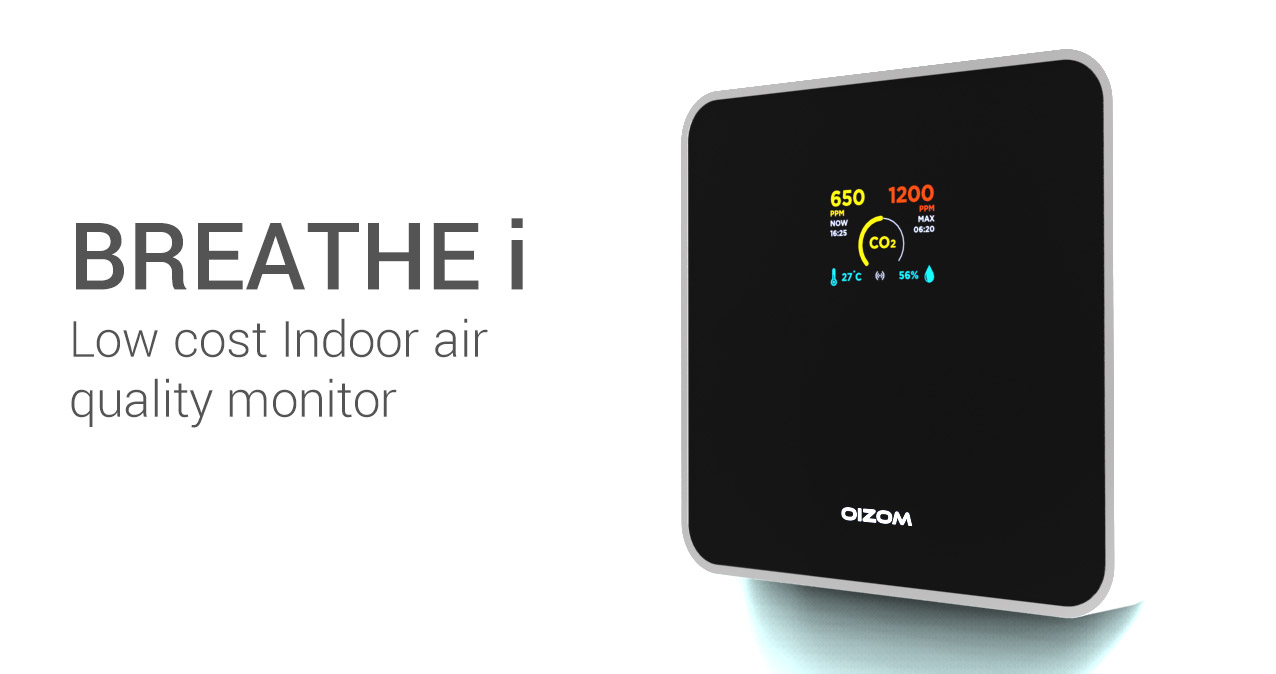 BREATHE i
Low cost Indoor air
quality monitor
650 1200
PPM PPM
NOW MAX
16:25 06:20
CO2
27°C 56%
OIZOM